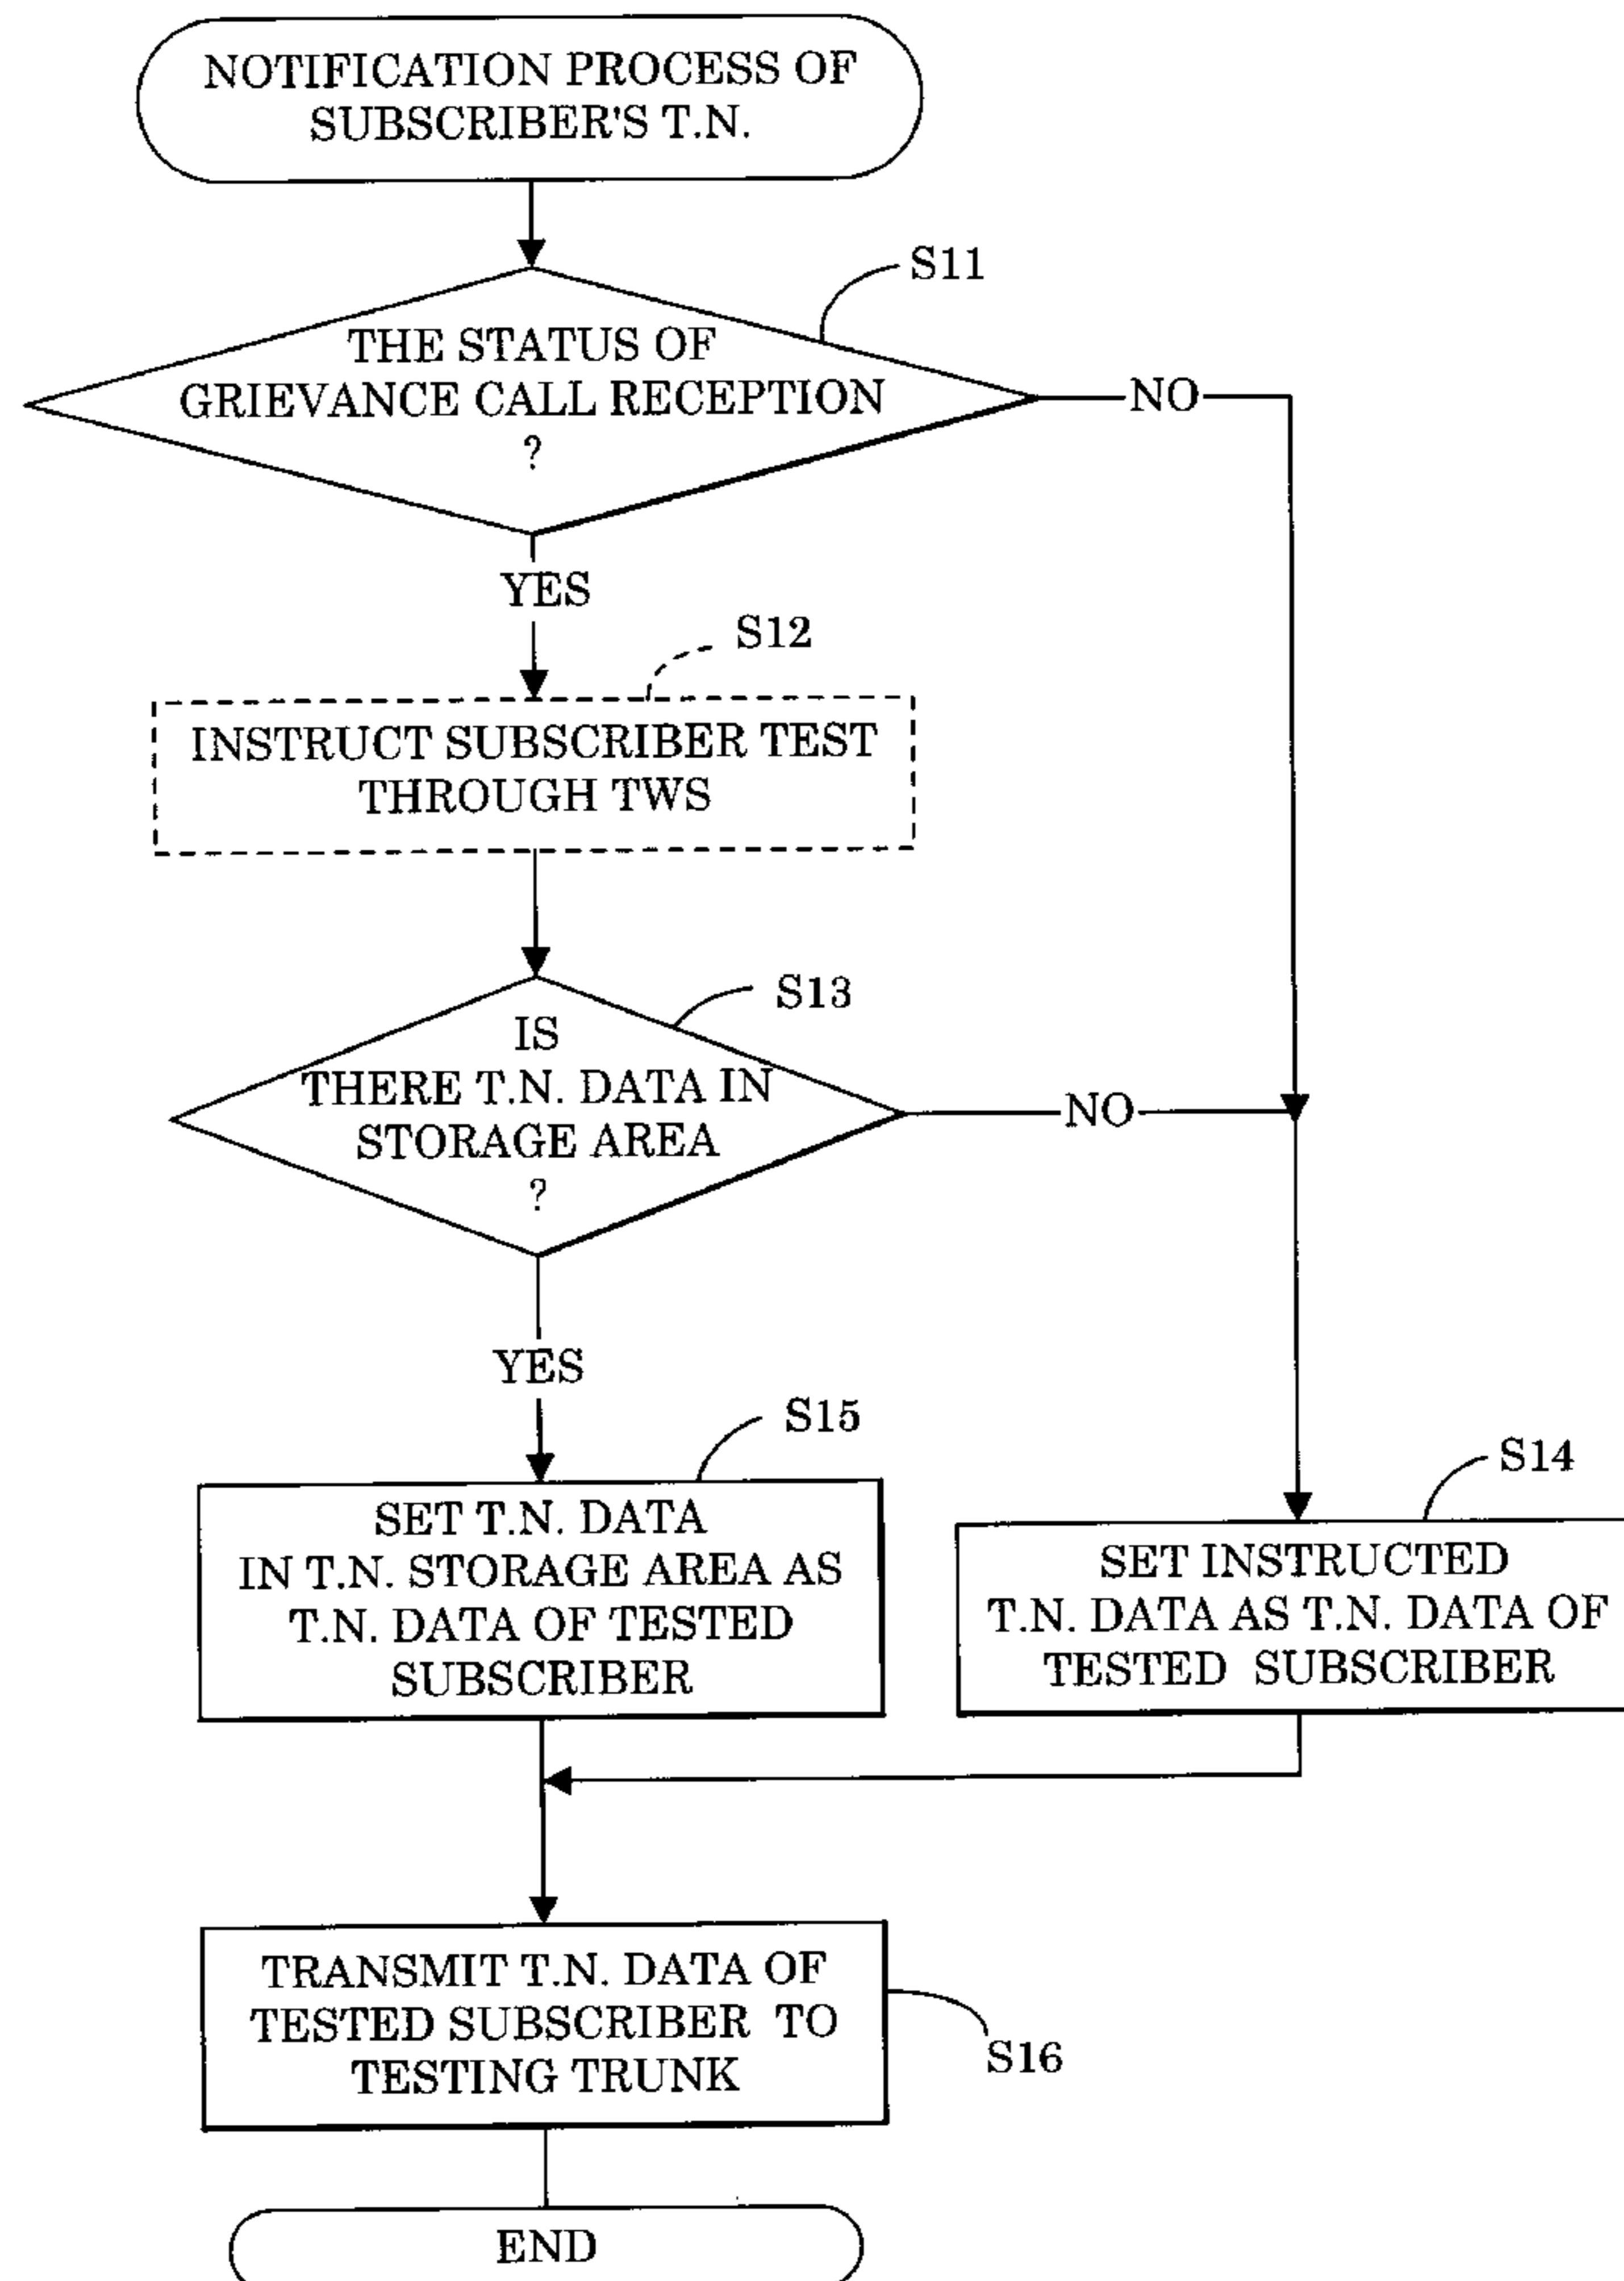 NOTIFICATION PROCESS OF
SUBSCRIBER'S T.N.
S11
THE STATUS OF
GRIEVANCE CALL RECEPTION
?
NO
YES
S12
INSTRUCT SUBSCRIBER TEST
THROUGH TWS
S13
IS
THERE T.N. DATA IN
STORAGE AREA
?
NO
YES
S15
SET T.N. DATA
IN T.N. STORAGE AREA AS
T.N. DATA OF TESTED
SUBSCRIBER
S14
SET INSTRUCTED
T.N. DATA AS T.N. DATA OF
TESTED SUBSCRIBER
TRANSMIT T.N. DATA OF
TESTED SUBSCRIBER TO
TESTING TRUNK
S16
END